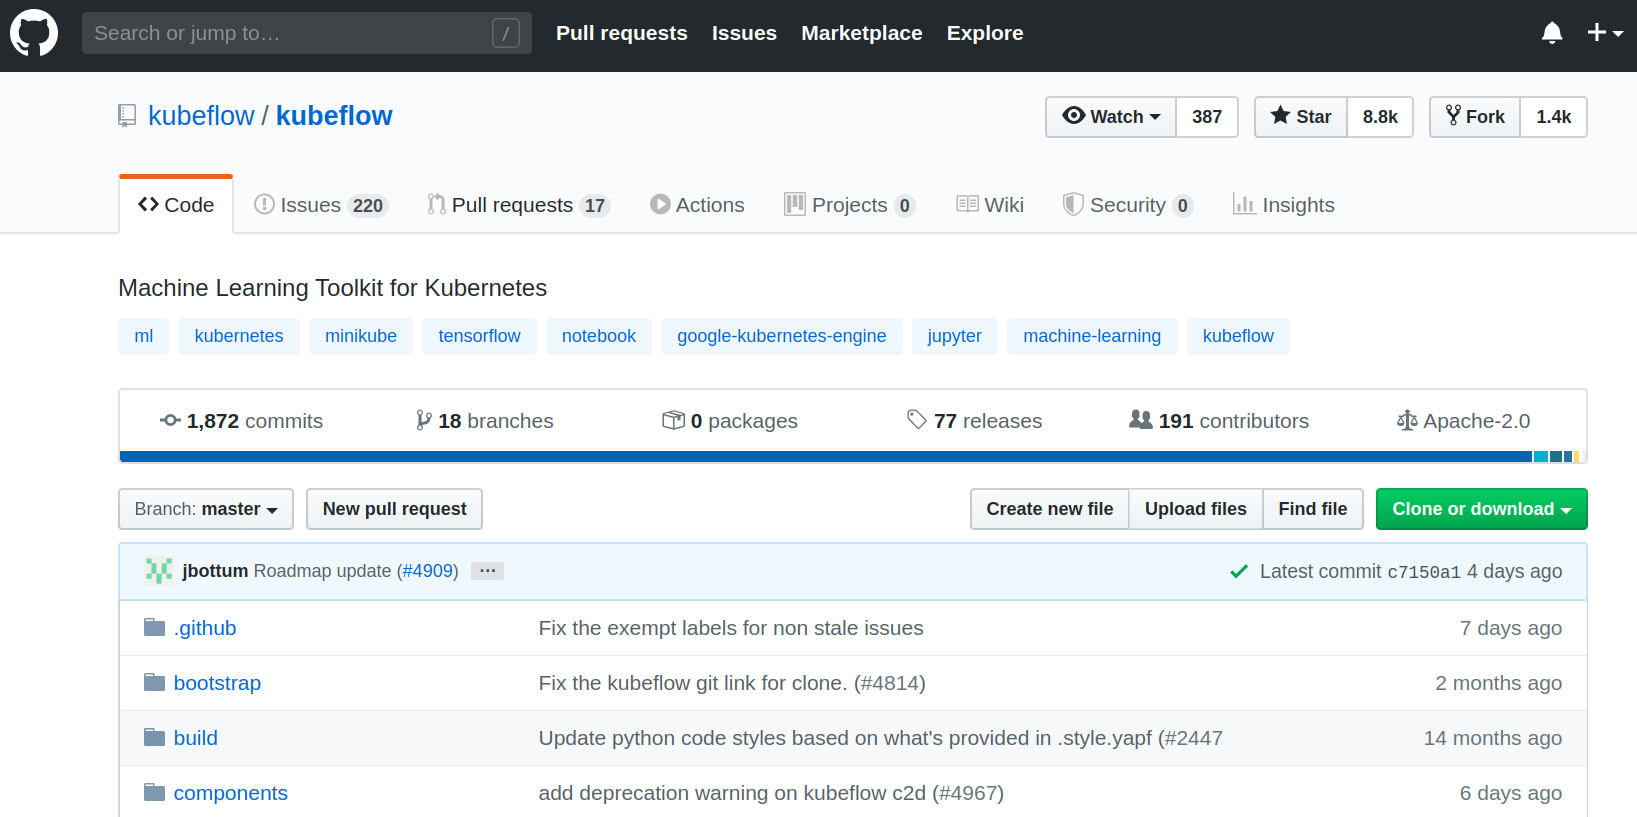 Search or jump to… / Pull requests Issues Marketplace Explore
kubeflow / kubeflow Watch 387 Star 8.8k Fork 1.4k
Code Issues 220 Pull requests 17 Actions Projects 0 Wiki Security 0 Insights
Machine Learning Toolkit for Kubernetes
ml kubernetes minikube tensorflow notebook google-kubernetes-engine jupyter machine-learning kubeflow
1,872 commits 18 branches 0 packages 77 releases 191 contributors Apache-2.0
Branch: master New pull request Create new file Upload files Find file Clone or download
jbottum Roadmap update (#4909) ... Latest commit c7150a1 4 days ago
.github Fix the exempt labels for non stale issues 7 days ago
bootstrap Fix the kubeflow git link for clone. (#4814) 2 months ago
build Update python code styles based on what's provided in .style.yapf (#2447 14 months ago
components add deprecation warning on kubeflow c2d (#4967) 6 days ago